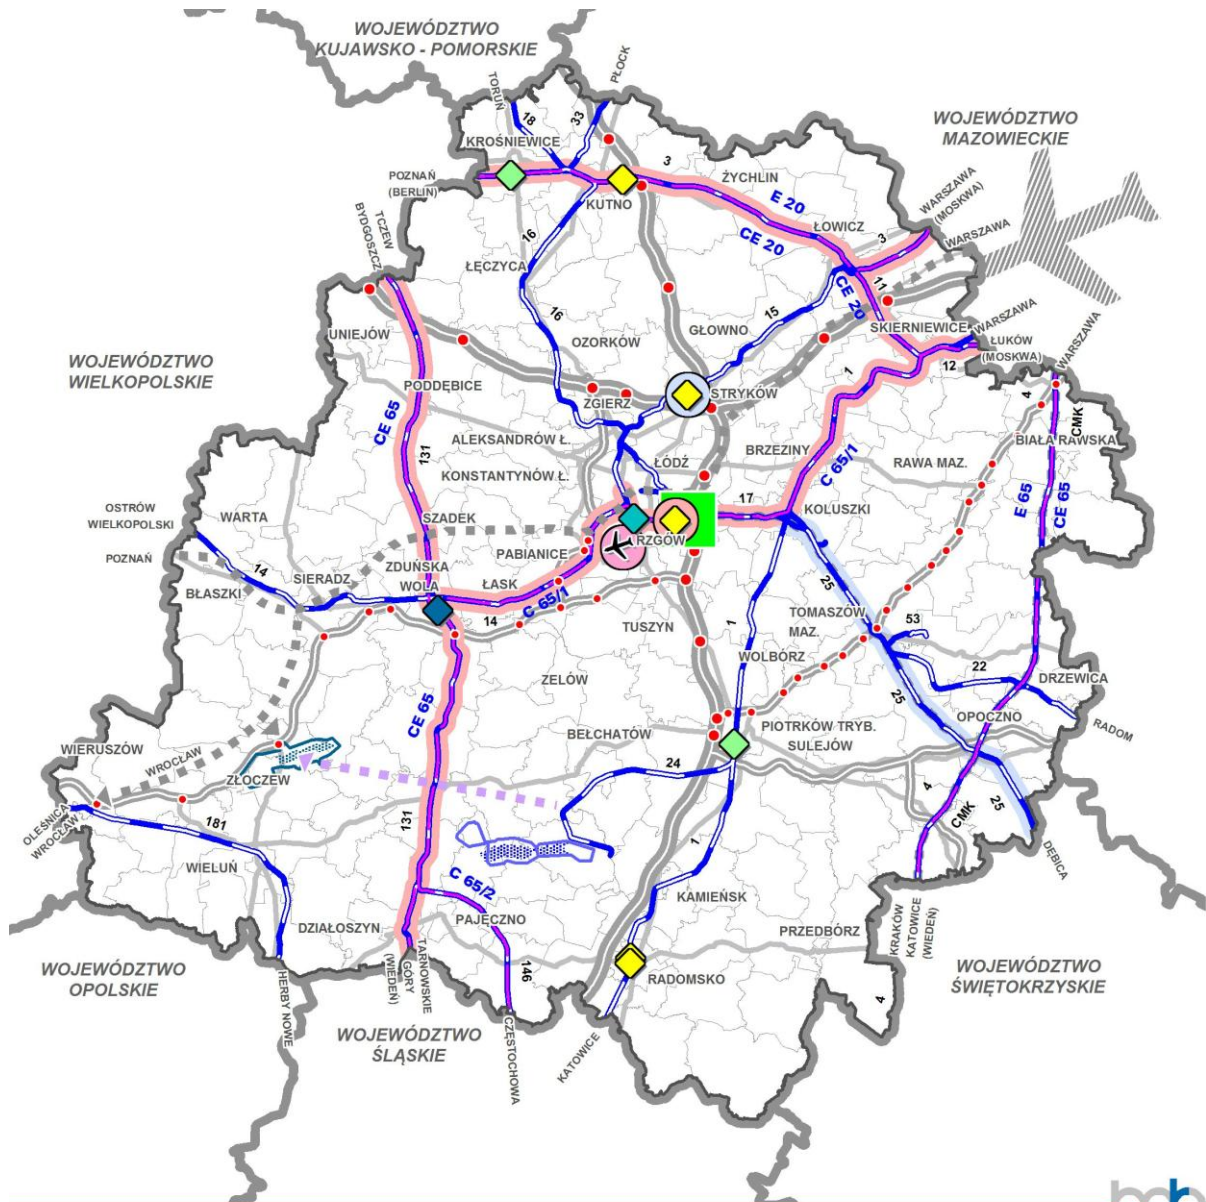 WOJEWÓDZTWO
KUJAWSKO - POMORSKIE
PŁOCK
TORUŃ
18
33
KROŚNIEWICE
WOJEWÓDZTWO
MAZOWIECKIE
POZNAŃ
(BERLIN)
3
ŻYCHLIN
E 20
KUTNO
WARSZAWA
(MOSKWA)
TCZEW
BYDGOSZCZ
16
CE 20
ŁOWICZ
3
WARSZAWA
ŁĘCZYCA
11
CE 20
16
15
UNIEJÓW
OZORKÓW
GŁOWNO
SKIERNIEWICE
WARSZAWA
ŁUKÓW
(MOSKWA)
WARSZAWA
WOJEWÓDZTWO
WIELKOPOLSKIE
1
12
PODDĘBICE
ZGIERZ
STRYKÓW
4
CMK
CE 65
131
ALEKSANDRÓW Ł.
KONSTANTYNÓW Ł.
ŁÓDŹ
BRZEZINY
C 65/1
RAWA MAZ.
BIAŁA RAWSKA
OSTRÓW
WIELKOPOLSKI
WARTA
SZADEK
17
KOLUSZKI
E 65
CE 65
POZNAŃ
PABIANICE
RZGÓW
14
SIERADZ
ZDUŃSKA
WOLA
ŁASK
BŁASZKI
C 65/1
14
25
TUSZYN
TOMASZÓW
MAZ.
53
1
WOLBÓRZ
22
ZELÓW
DRZEWICA
CE 65
25
OPOCZNO
RADOM
WIERUSZÓW
WROCŁAW
BEŁCHATÓW
PIOTRKÓW TRYB.
SULEJÓW
ZŁOCZEW
24
4
CMK
25
OLEŚNICA
WROCŁAW
181
131
1
DĘBICA
WIELUŃ
C 65/2
KAMIEŃSK
DZIAŁOSZYN
PAJĘCZNO
PRZEDBÓRZ
KRAKÓW
KATOWICE
(WIEDEŃ)
WOJEWÓDZTWO
OPOLSKIE
HERBY NOWE
TARNOWSKIE
GÓRY
(WIEDEŃ)
146
RADOMSKO
4
WOJEWÓDZTWO
ŚWIĘTOKRZYSKIE
WOJEWÓDZTWO
ŚLĄSKIE
CZĘSTOCHOWA
KATOWICE